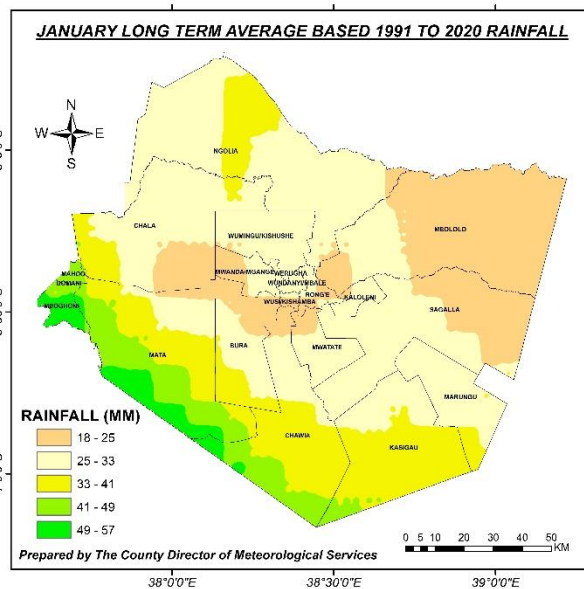 JANUARY LONG TERM AVERAGE BASED 1991 TO 2020 RAINFALL
N
W E
S
NGOLIA
MBOLOLO
CHALA
WUMINGU/KISHUSHE
MWANDA/MGANGE
WERUGHA
WUNDANYI/MBALE
MAHOO
BOMANI
MBOGHONI
RONG'E
KALOLENI
WUSI/KISHAMBA
SAGALLA
MATA
BURA
MWATATE
MARUNGU
CHAWIA
KASIGAU
RAINFALL (MM)
18 - 25
25 - 33
33 - 41
41 - 49
49 - 57
0 5 10 20 30 40 50
KM
Prepared by The County Director of Meteorological Services
38°0'0"E 38°30'0"E 39°0'0"E